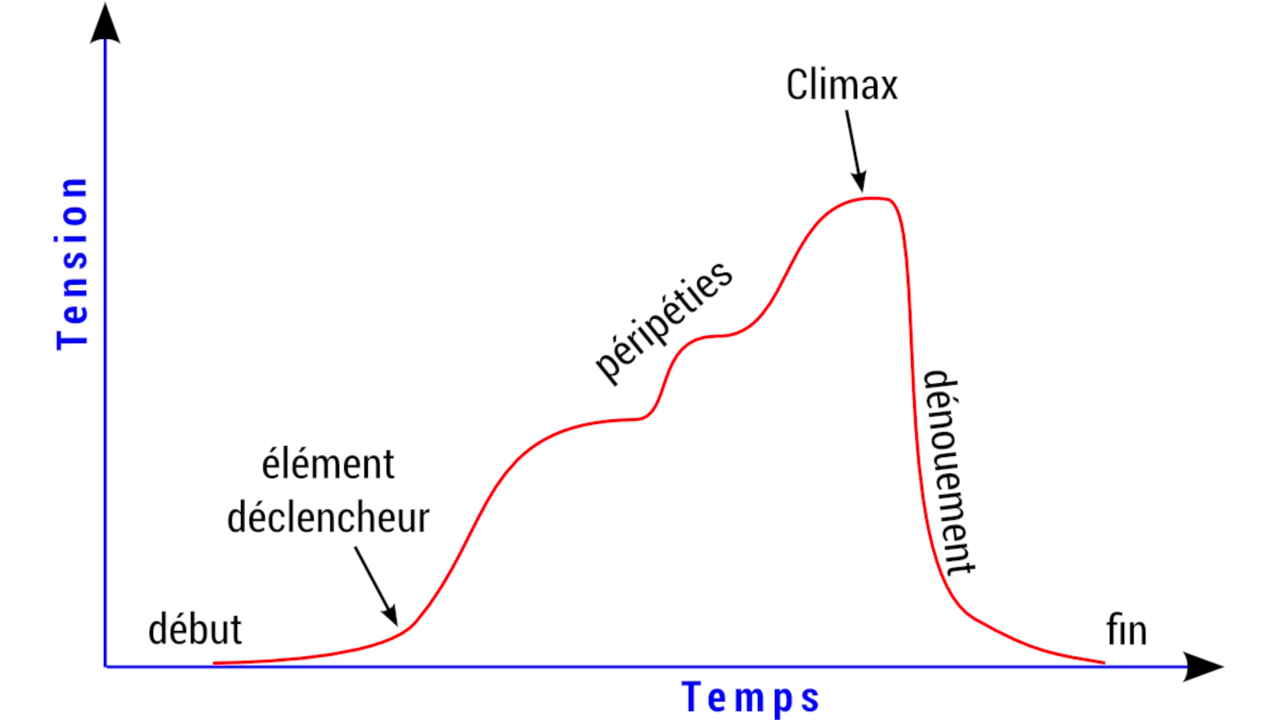 Climax
Tension
péripéties
élément
déclencheur
dénouement
début
fin
Temps